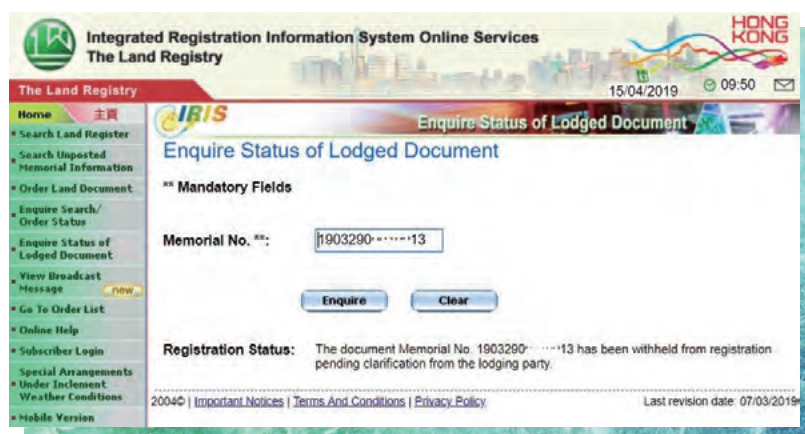 Integrated Registration Information System Online Services
The Land Registry
HONG
KONG
The Land Registry
15/04/2019
09:50
Home 主頁
Search Land Register
Search Unposted
Memorial Information
Order Land Document
Enquire Search/
Order Status
Enquire Status of
Lodged Document
View Broadcast
Message new
Go To Order List
Online Help
Subscriber Login
Special Arrangements
Under Inclement
Weather Conditions
Mobile Version
IRIS
Enquire Status of Lodged Document
Enquire Status of Lodged Document
** Mandatory Fields
Memorial No. **: 1903290·······13
Enquire Clear
Registration Status: The document Memorial No. 1903290·······13 has been withheld from registration
pending clarification from the lodging party.
2004© | Important Notices | Terms And Conditions | Privacy Policy
Last revision date: 07/03/2019